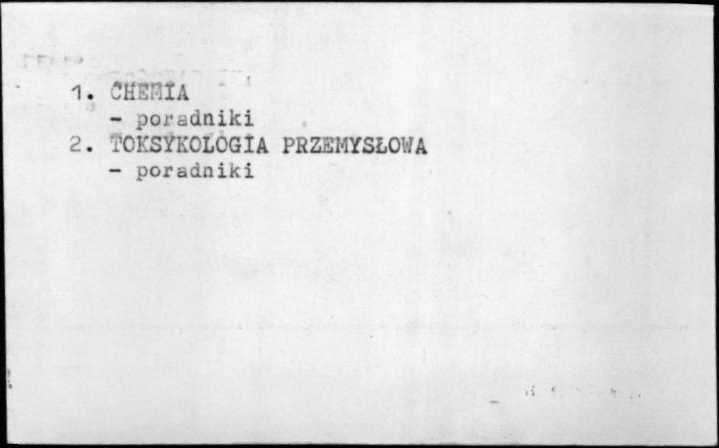 1. CHEMIA
- poradniki
2. TOKSYKOLOGIA PRZEMYSŁOWA
- poradniki